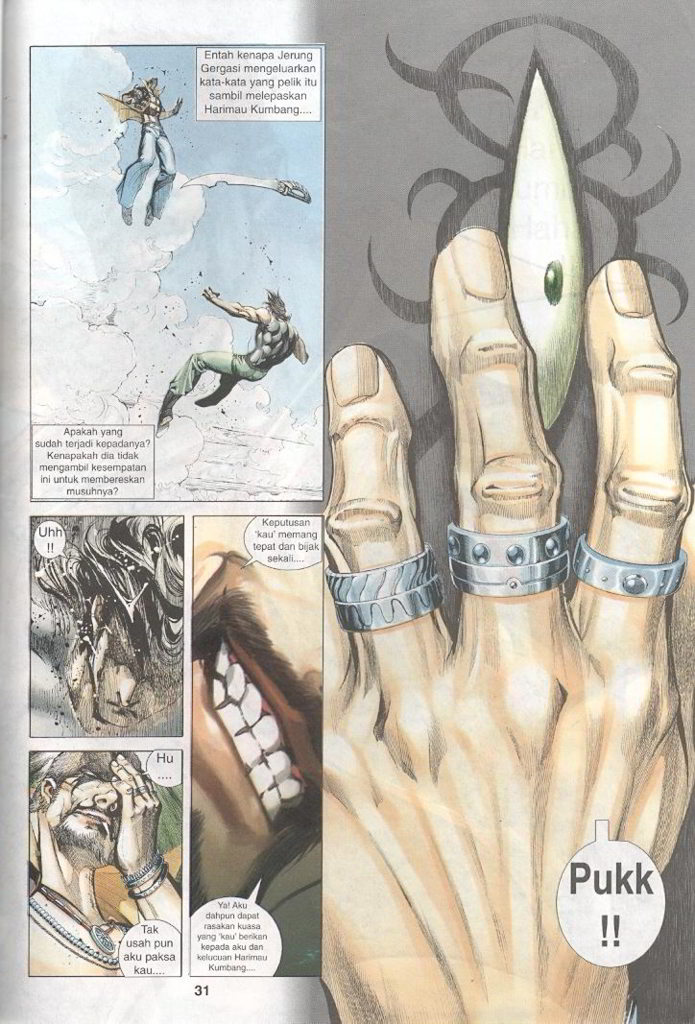 Entah kenapa Jerung
Gergasi mengeluarkan
kata-kata yang pelik itu
sambil melepaskan
Harimau Kumbang....
Apakah yang
sudah terjadi kepadanya?
Kenapakah dia tidak
mengambil kesempatan
ini untuk membereskan
musuhnya?
Uhh
!!
Keputusan
'kau' memang
tepat dan bijak
sekali....
Hu
....
Tak
usah pun
aku paksa
kau....
Ya! Aku
dahpun dapat
rasakan kuasa
yang 'kau' berikan
kepada aku dan
kelucuan Harimau
Kumbang....
Pukk
!!
31